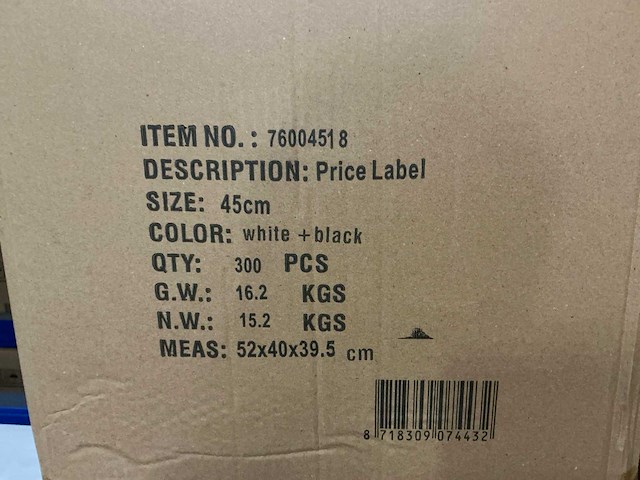 ITEM NO. : 76004518
DESCRIPTION: Price Label
SIZE: 45cm
COLOR: white +black
QTY: 300 PCS
G.W.: 16.2 KGS
N.W.: 15.2 KGS
MEAS: 52x40x39.5 cm
8 718309 074432